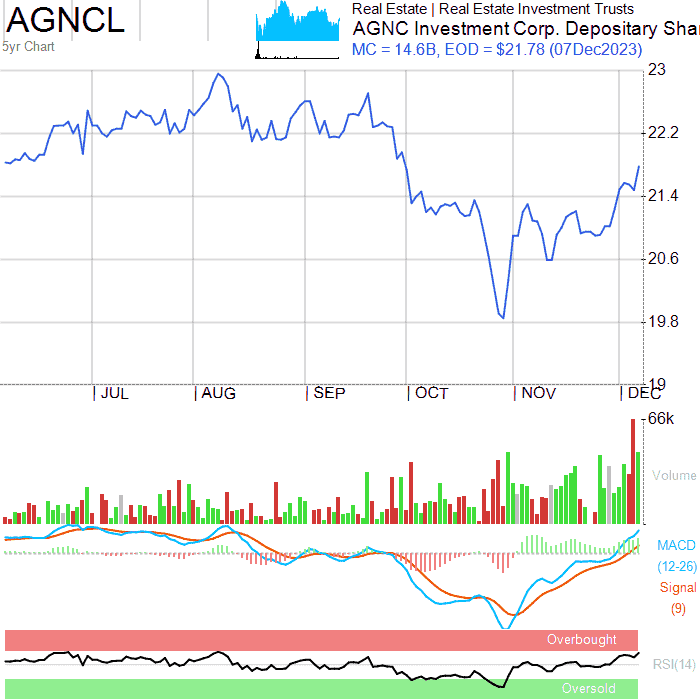 AGNCL
5yr Chart
Real Estate | Real Estate Investment Trusts
AGNC Investment Corp. Depositary Shar
MC = 14.6B, EOD = $21.78 (07Dec2023)
23
22.2
21.4
20.6
19.8
19
JUL AUG SEP OCT NOV DEC
66k
Volume
MACD
(12-26)
Signal
(9)
Overbought
RSI(14)
Oversold